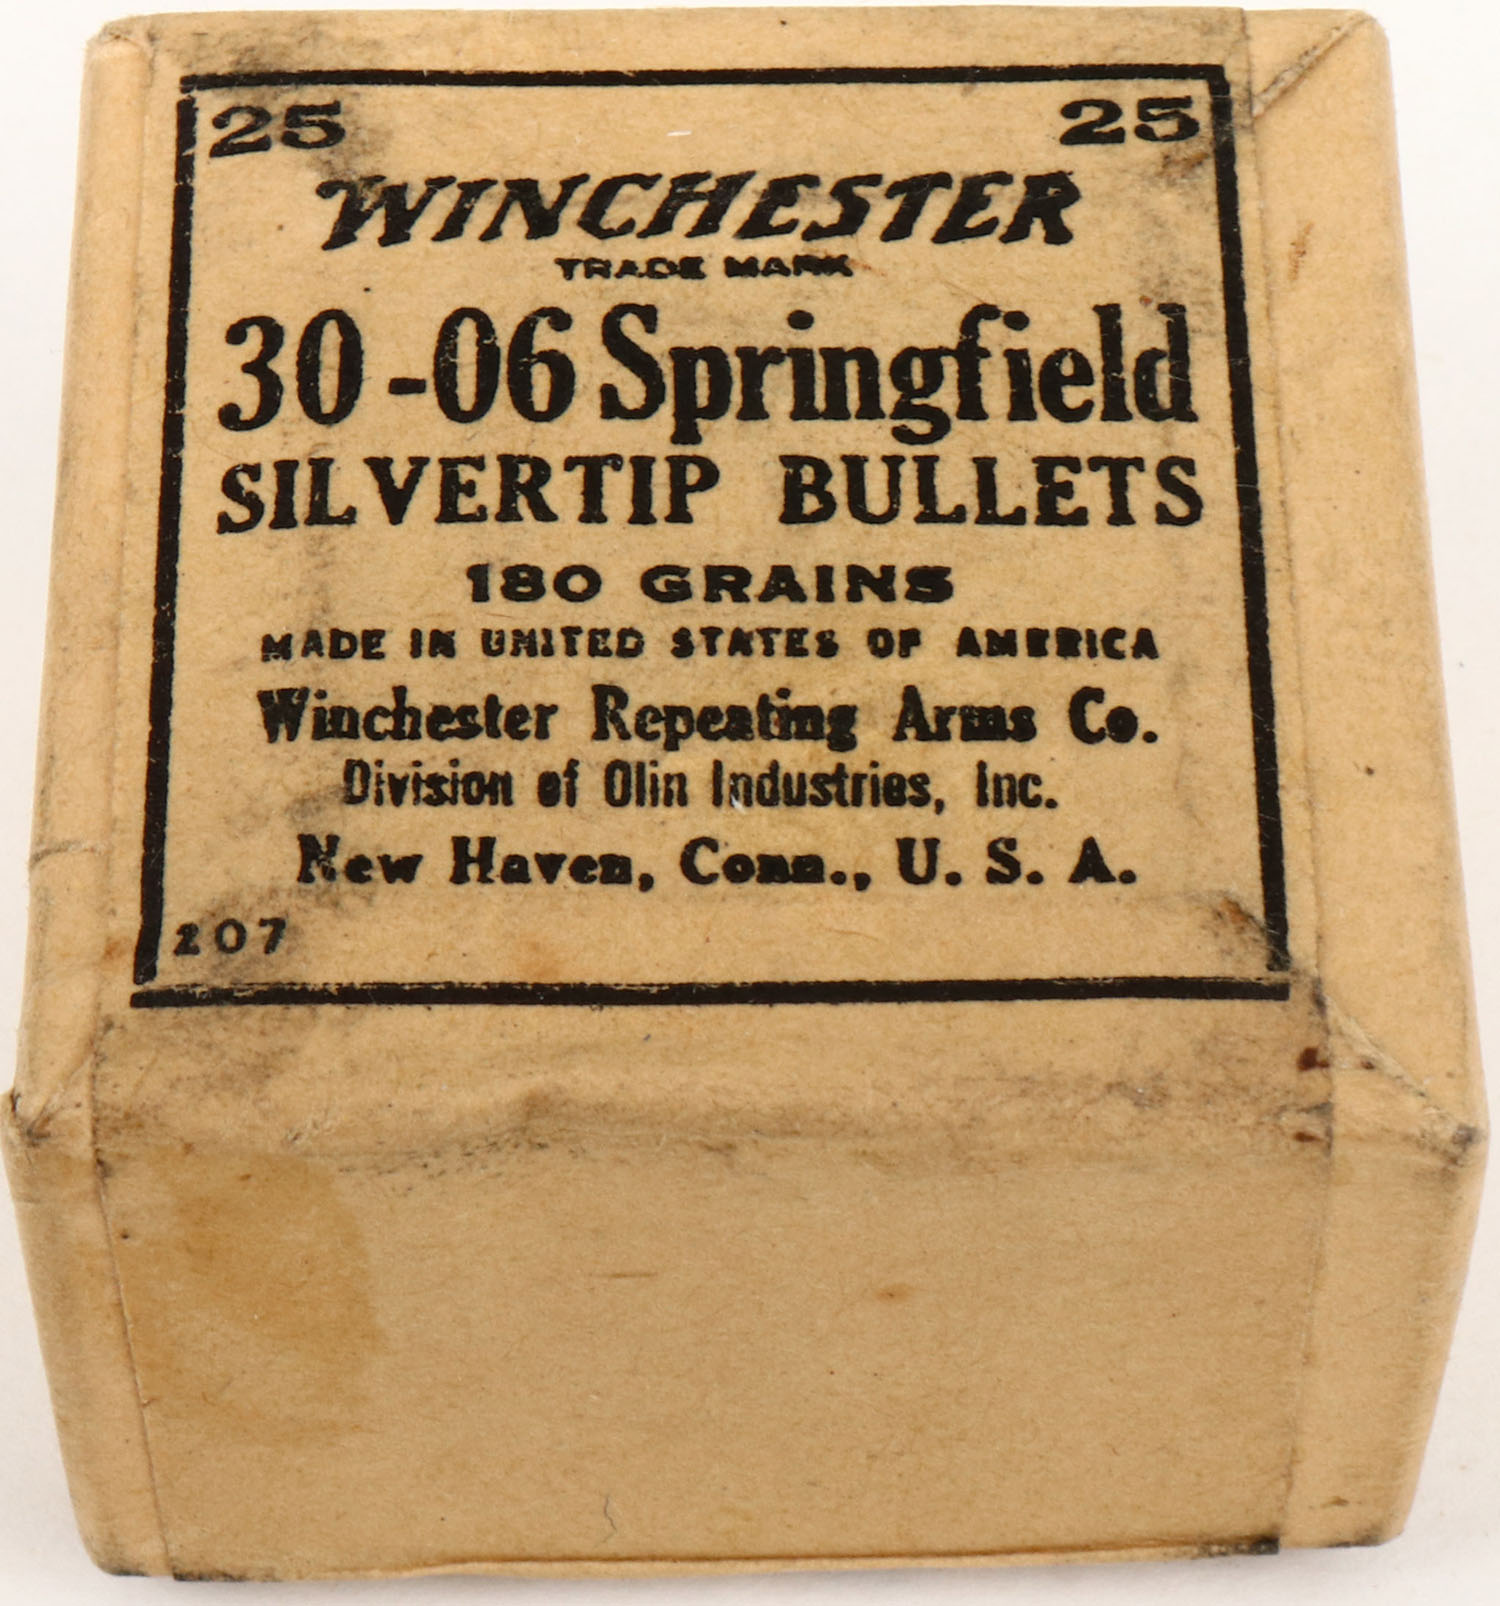 25 25
WINCHESTER
TRADE MARK
30-06 Springfield
SILVERTIP BULLETS
180 GRAINS
MADE IN UNITED STATES OF AMERICA
Winchester Repeating Arms Co.
Division of Olin Industries, Inc.
New Haven, Conn., U. S. A.
207